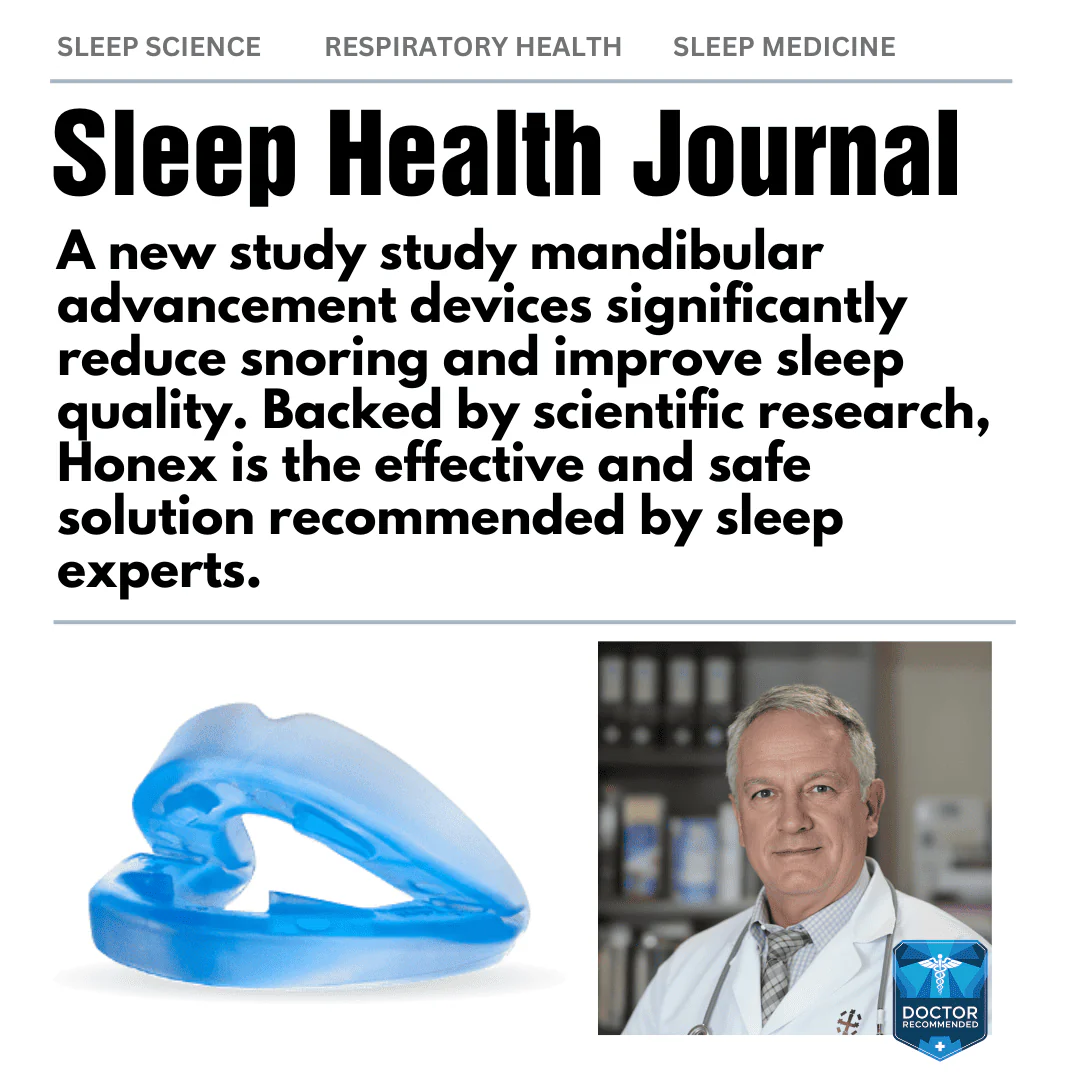 SLEEP SCIENCE RESPIRATORY HEALTH SLEEP MEDICINE
Sleep Health Journal
A new study study mandibular
advancement devices significantly
reduce snoring and improve sleep
quality. Backed by scientific research,
Honex is the effective and safe
solution recommended by sleep
experts.
DOCTOR
RECOMMENDED